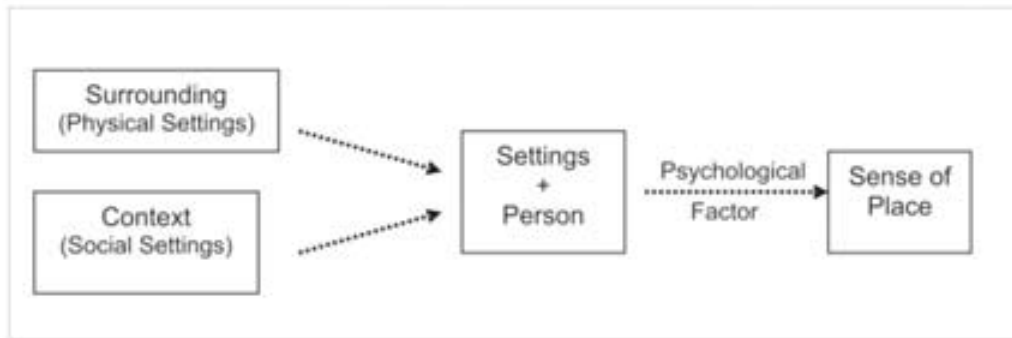 Surrounding
(Physical Settings)
Context
(Social Settings)
Settings
+
Person
Psychological
Factor
Sense of
Place